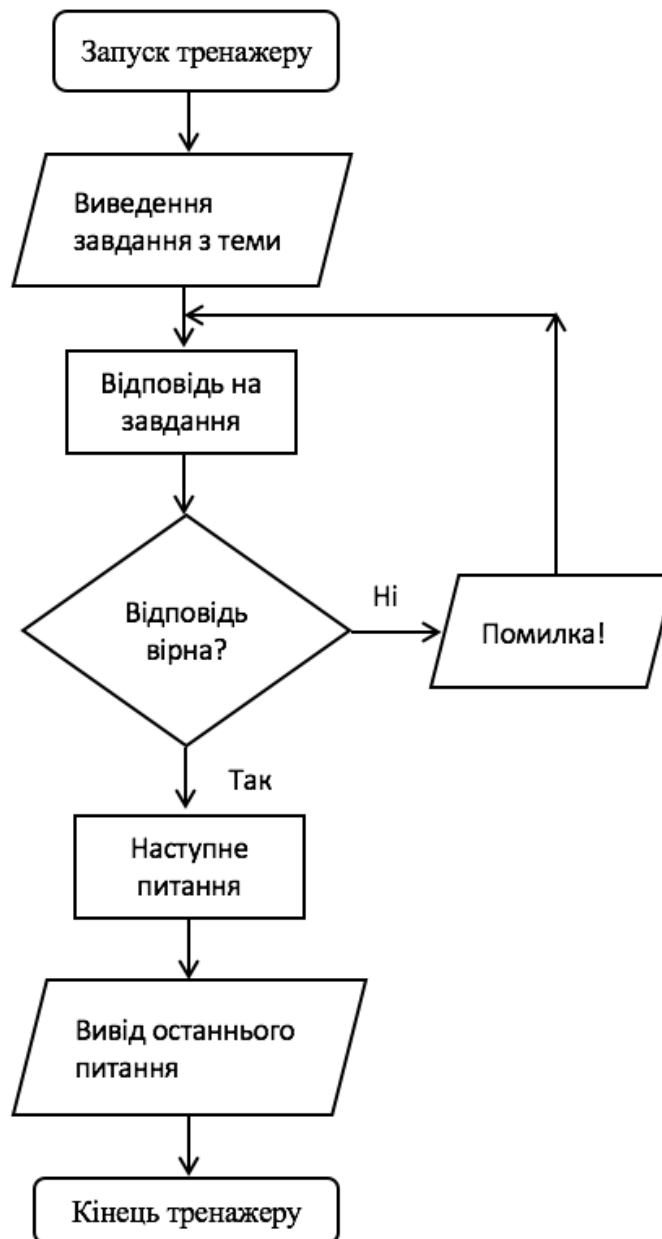 Запуск тренажеру
Виведення
завдання з теми
Відповідь на
завдання
Відповідь
вірна?
Ні
Помилка!
Так
Наступне
питання
Вивід останнього
питання
Кінець тренажеру